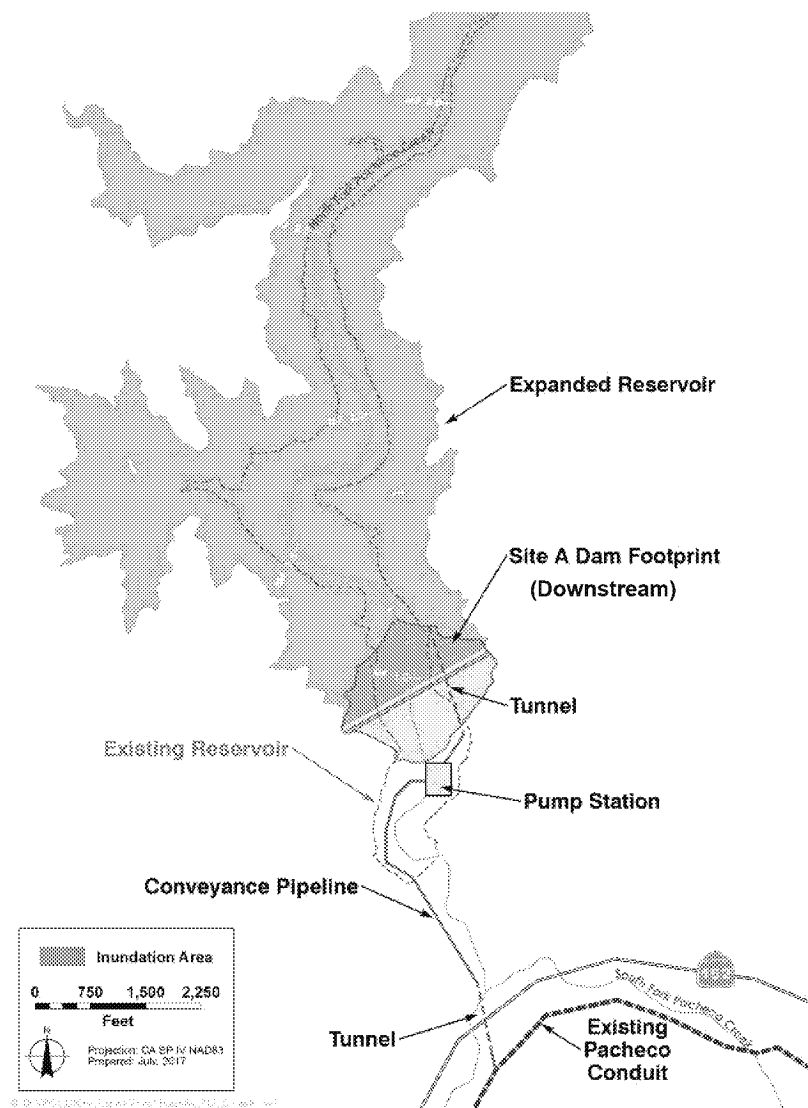 North Fork Pacheco Creek
Expanded Reservoir
Site A Dam Footprint
(Downstream)
Tunnel
Existing Reservoir
Pump Station
Conveyance Pipeline
Inundation Area
0 750 1,500 2,250
Feet
N
Projection: CA SP IV NAD83
Prepared: July, 2017
Tunnel
South Fork Pacheco Creek
Existing
Pacheco
Conduit